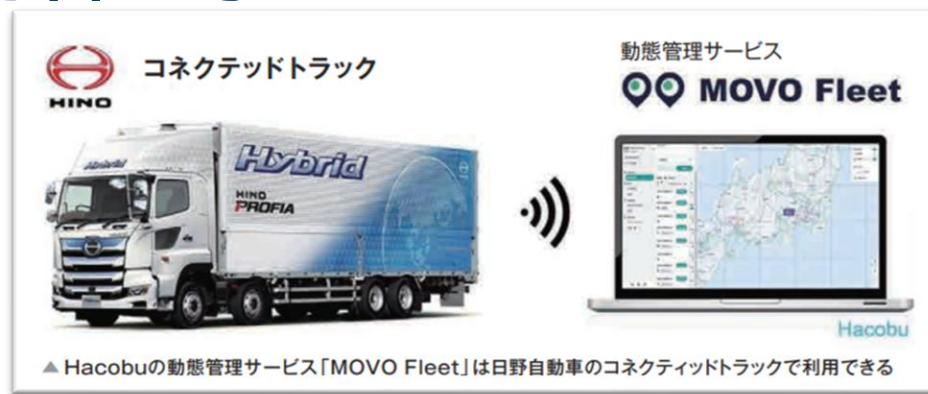 HINO
コネクテッドトラック
動態管理サービス
MOVO Fleet
Hybrid
Hybrid
HINO
PROFIA
Hacobu
▲Hacobuの動態管理サービス「MOVO Fleet」は日野自動車のコネクティッドトラックで利用できる